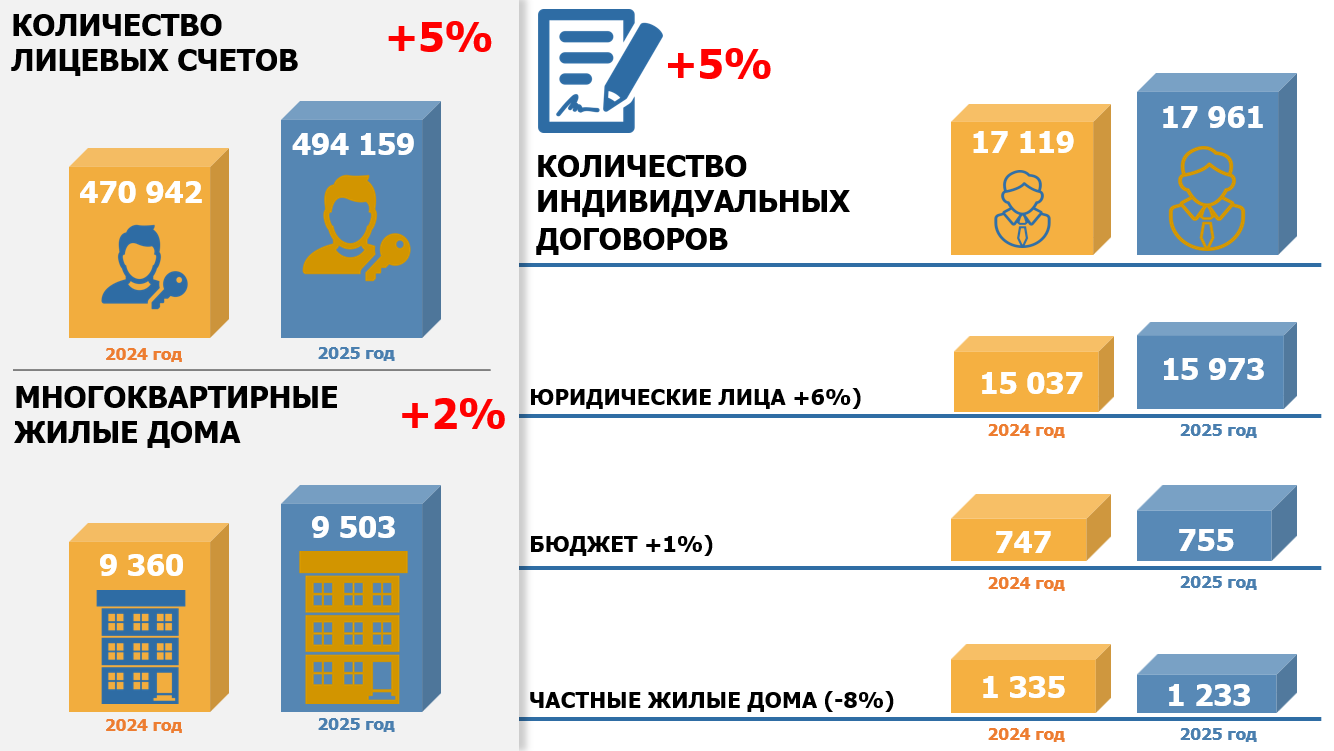 КОЛИЧЕСТВО
ЛИЦЕВЫХ СЧЕТОВ
+5%
470 942
494 159
2024 год
2025 год
МНОГОКВАРТИРНЫЕ
ЖИЛЫЕ ДОМА
+2%
9 360
9 503
2024 год
2025 год
+5%
КОЛИЧЕСТВО
ИНДИВИДУАЛЬНЫХ
ДОГОВОРОВ
17 119
17 961
ЮРИДИЧЕСКИЕ ЛИЦА +6%)
15 037
15 973
2024 год
2025 год
БЮДЖЕТ +1%)
747
755
2024 год
2025 год
ЧАСТНЫЕ ЖИЛЫЕ ДОМА (-8%)
1 335
1 233
2024 год
2025 год